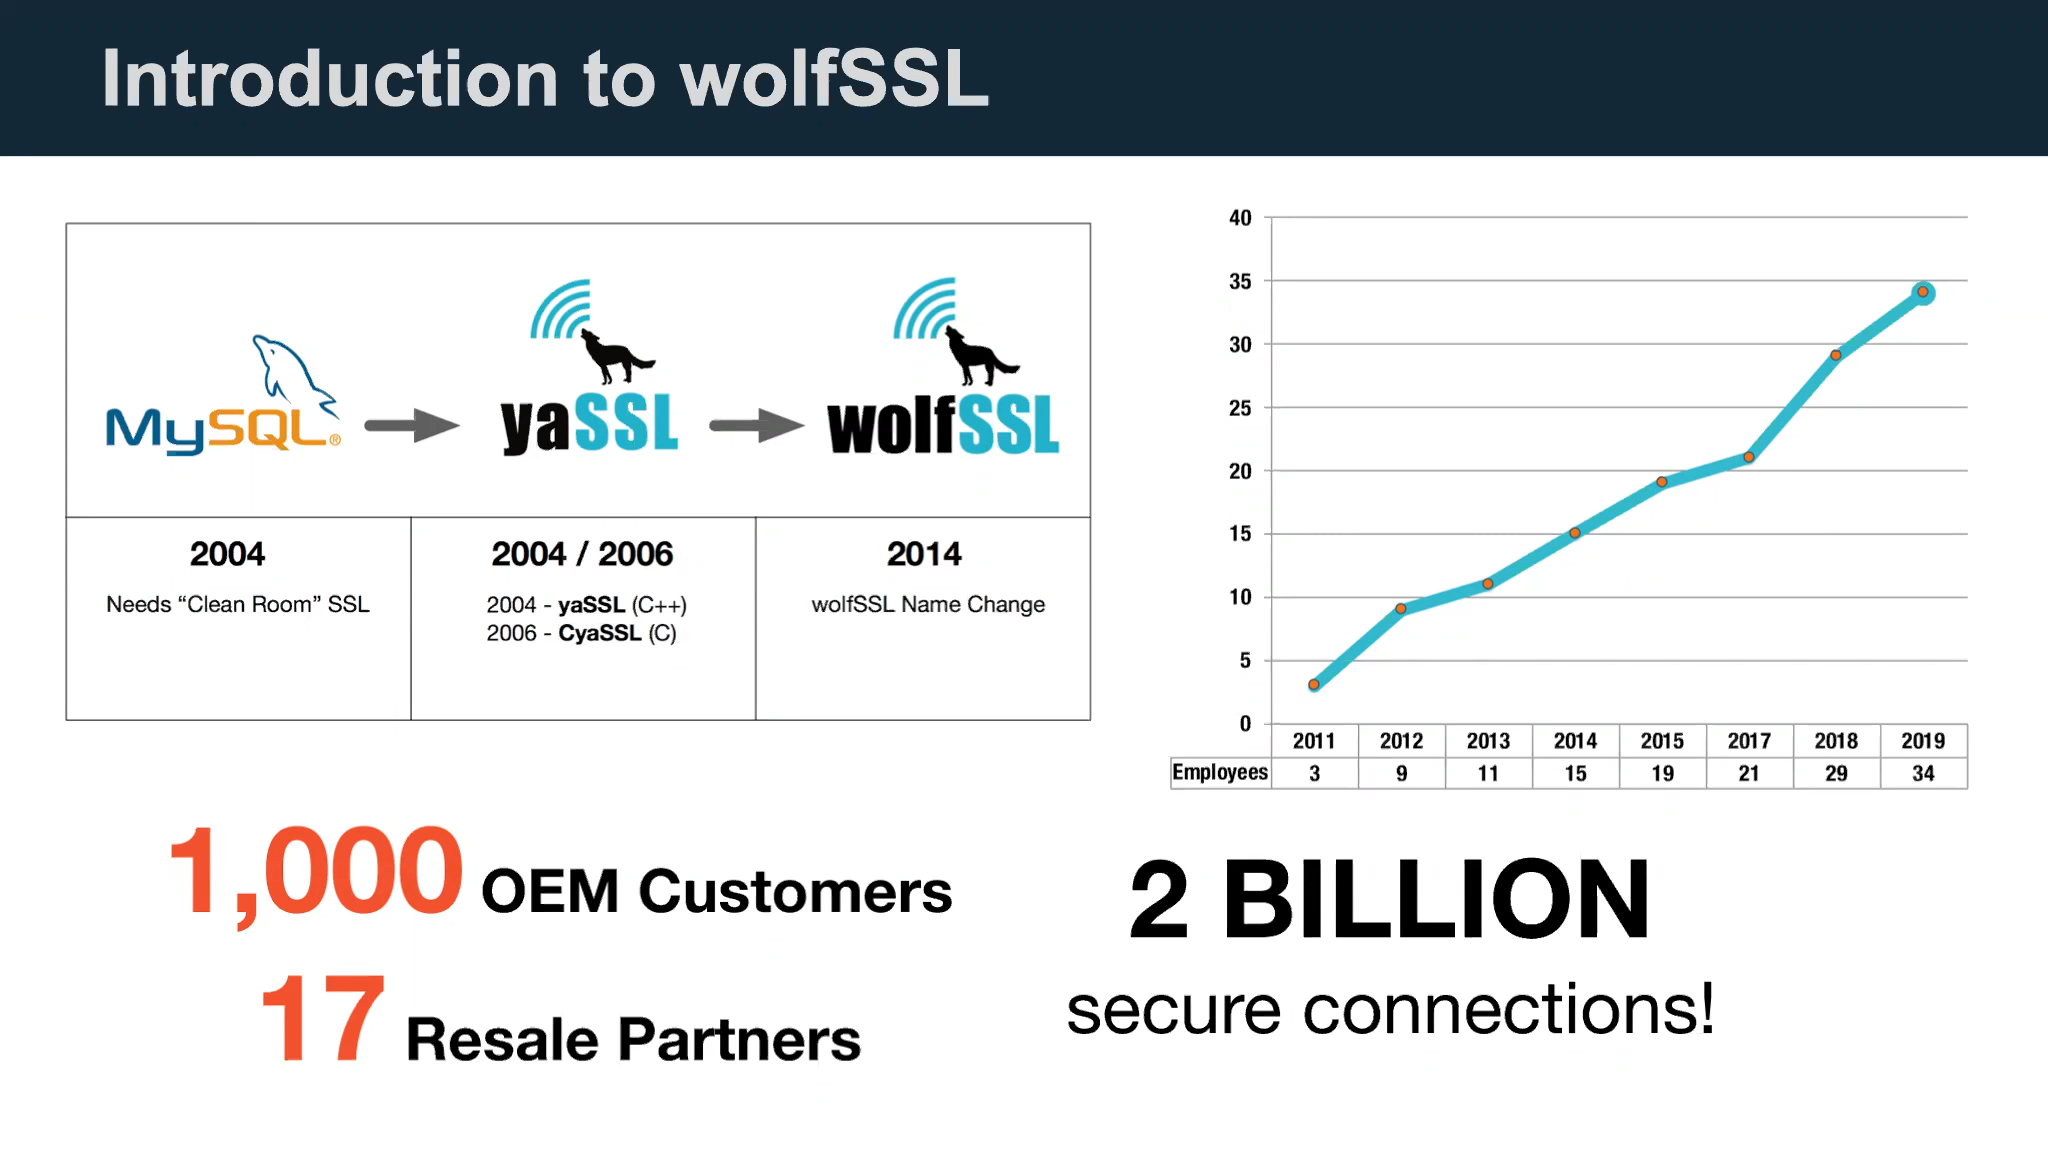 Introduction to wolfSSL
MySQL®
yaSSL
wolfSSL
2004
Needs “Clean Room” SSL
2004 / 2006
2004 - yaSSL (C++)
2006 - CyaSSL (C)
2014
wolfSSL Name Change
40
35
30
25
20
15
10
5
0
2011 2012 2013 2014 2015 2017 2018 2019
Employees 3 9 11 15 19 21 29 34
1,000 OEM Customers
17 Resale Partners
2 BILLION
secure connections!